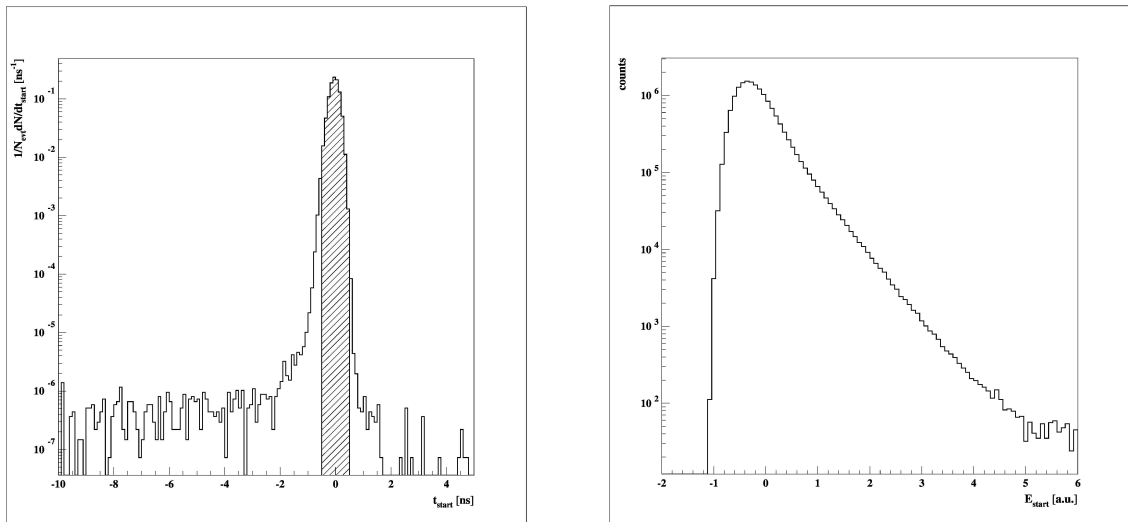 1/N_evt dN/dt_start [ns^-1]
10^-1
10^-2
10^-3
10^-4
10^-5
10^-6
10^-7
-10 -8 -6 -4 -2 0 2 4
t_start [ns]
counts
10^6
10^5
10^4
10^3
10^2
-2 -1 0 1 2 3 4 5 6
E_start [a.u.]